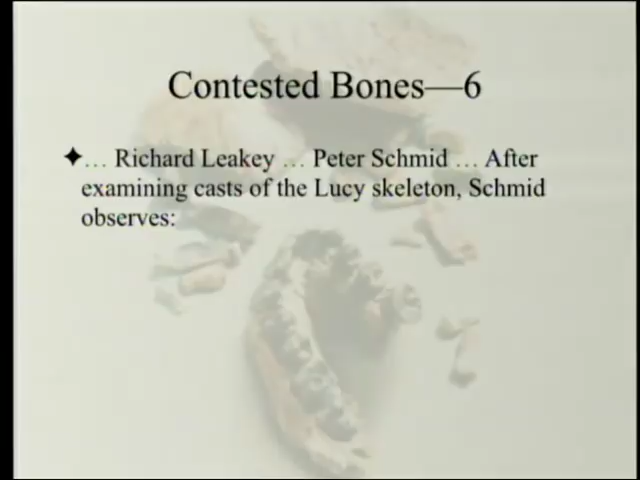 Contested Bones—6
✦… Richard Leakey … Peter Schmid … After
examining casts of the Lucy skeleton, Schmid
observes: